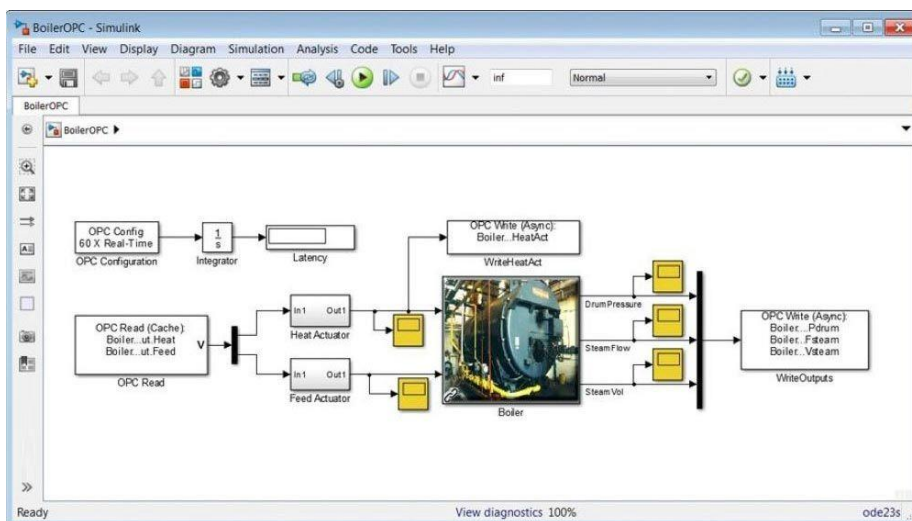 BoilerOPC - Simulink
File Edit View Display Diagram Simulation Analysis Code Tools Help
inf
Normal
BoilerOPC
BoilerOPC
OPC Config
60 X Real-Time
OPC Configuration
1
s
Integrator
Latency
OPC Write (Async):
Boiler...HeatAct
WriteHeatAct
OPC Read (Cache):
Boiler...ut.Heat
Boiler...ut.Feed
V
OPC Read
In1 Out1
Heat Actuator
In1 Out1
Feed Actuator
Boiler
DrumPressure
SteamFlow
SteamVol
OPC Write (Async):
Boiler...Pdrum
Boiler...Fsteam
Boiler...Vsteam
WriteOutputs
Ready
View diagnostics 100%
ode23s